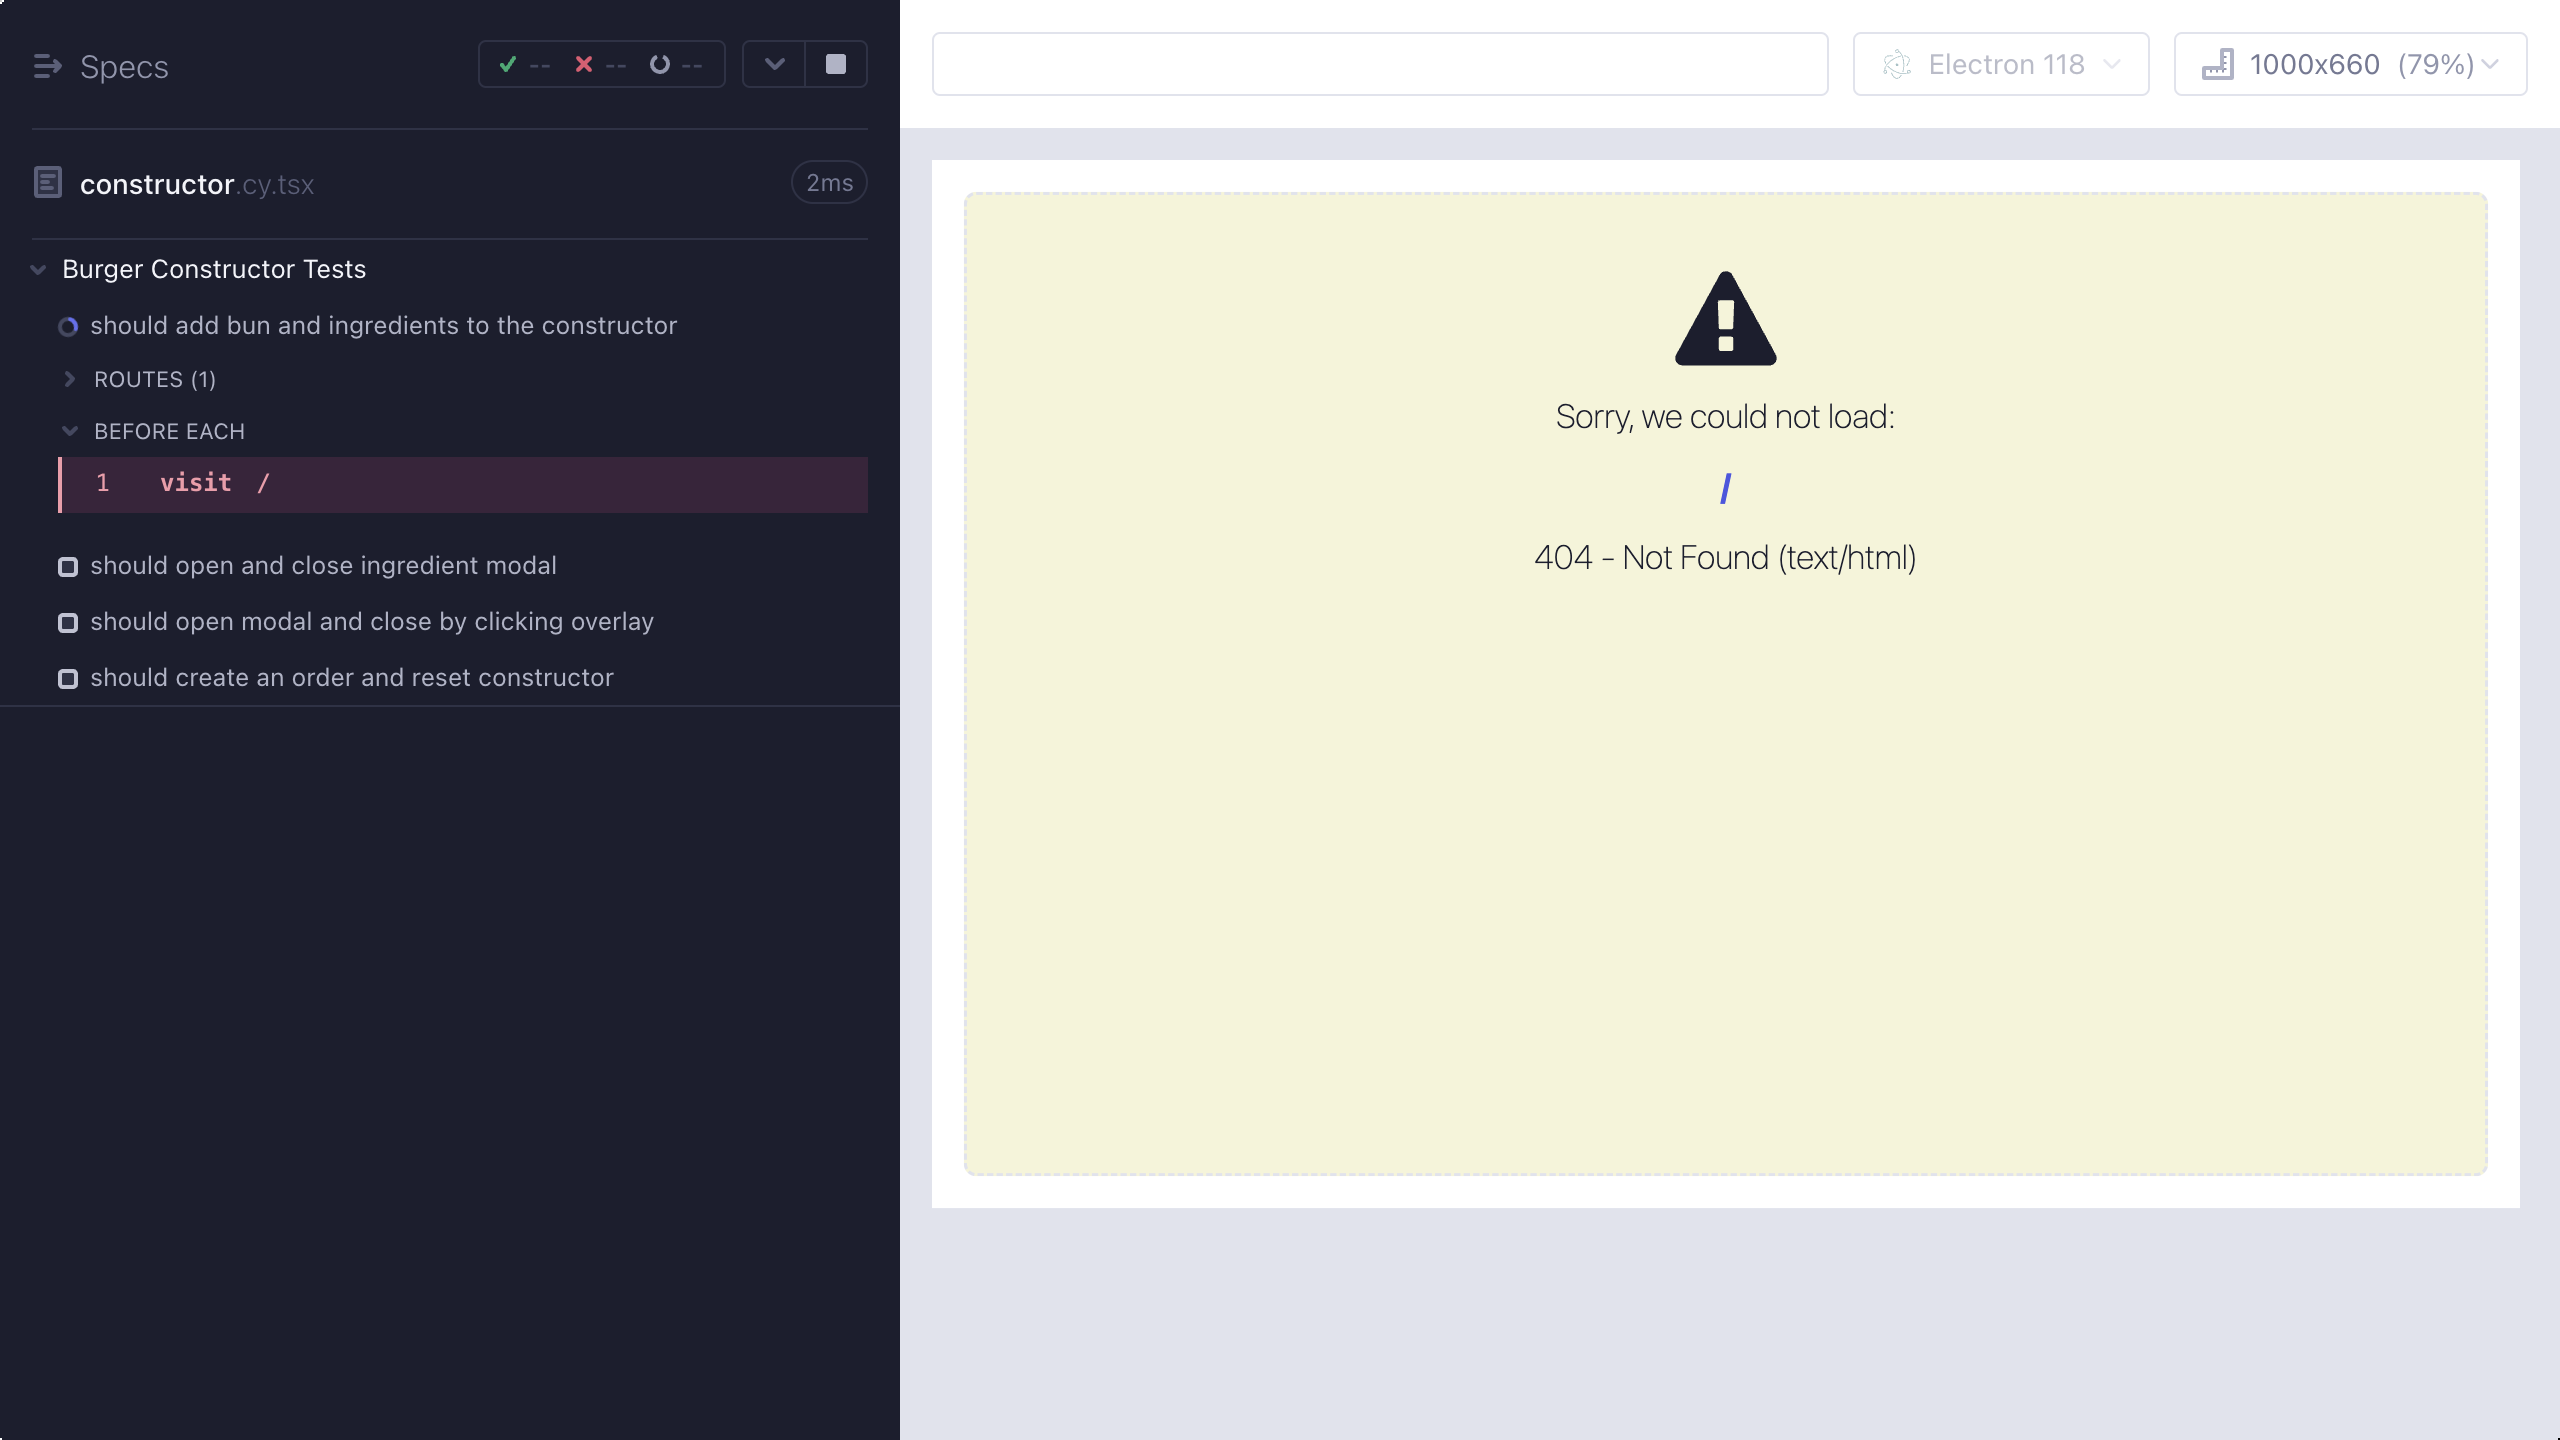 Specs
-- -- --
constructor.cy.tsx
2ms
Burger Constructor Tests
should add bun and ingredients to the constructor
ROUTES (1)
BEFORE EACH
1 visit /
should open and close ingredient modal
should open modal and close by clicking overlay
should create an order and reset constructor
Electron 118
1000x660 (79%)
Sorry, we could not load:
/
404 - Not Found (text/html)